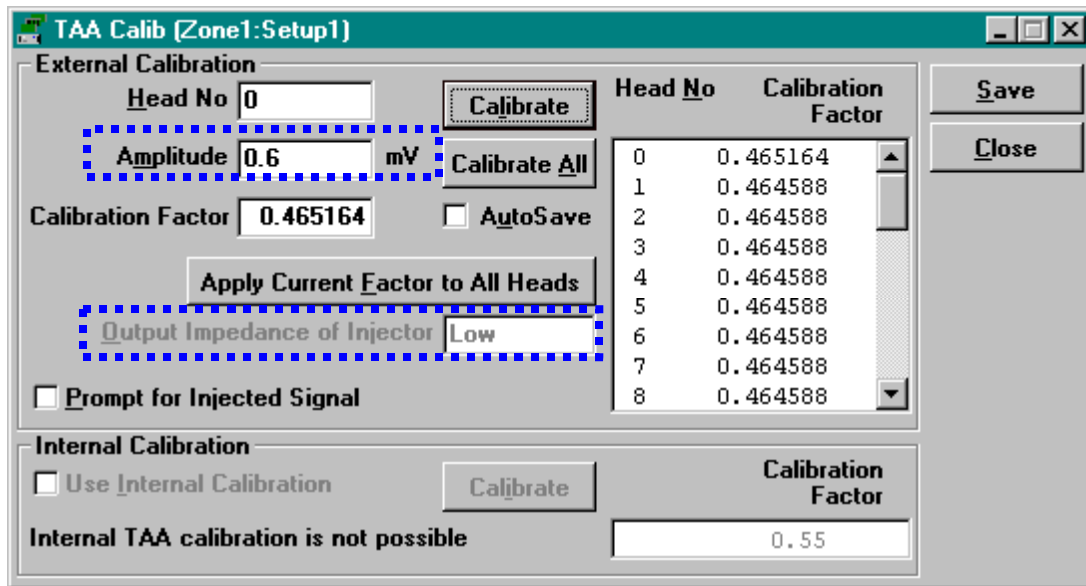 TAA Calib (Zone1:Setup1)
External Calibration
Head No 0
Calibrate
Amplitude 0.6 mV
Calibrate All
Calibration Factor 0.465164
AutoSave
Apply Current Factor to All Heads
Output Impedance of Injector Low
Prompt for Injected Signal
Head No Calibration Factor
0 0.465164
1 0.464588
2 0.464588
3 0.464588
4 0.464588
5 0.464588
6 0.464588
7 0.464588
8 0.464588
Save
Close
Internal Calibration
Use Internal Calibration
Calibrate
Calibration Factor
Internal TAA calibration is not possible
0.55